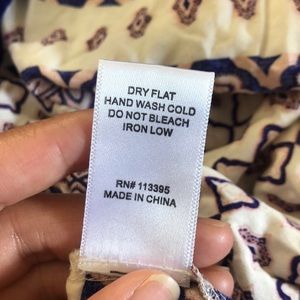 DRY FLAT
HAND WASH COLD
DO NOT BLEACH
IRON LOW
RN# 113395
MADE IN CHINA